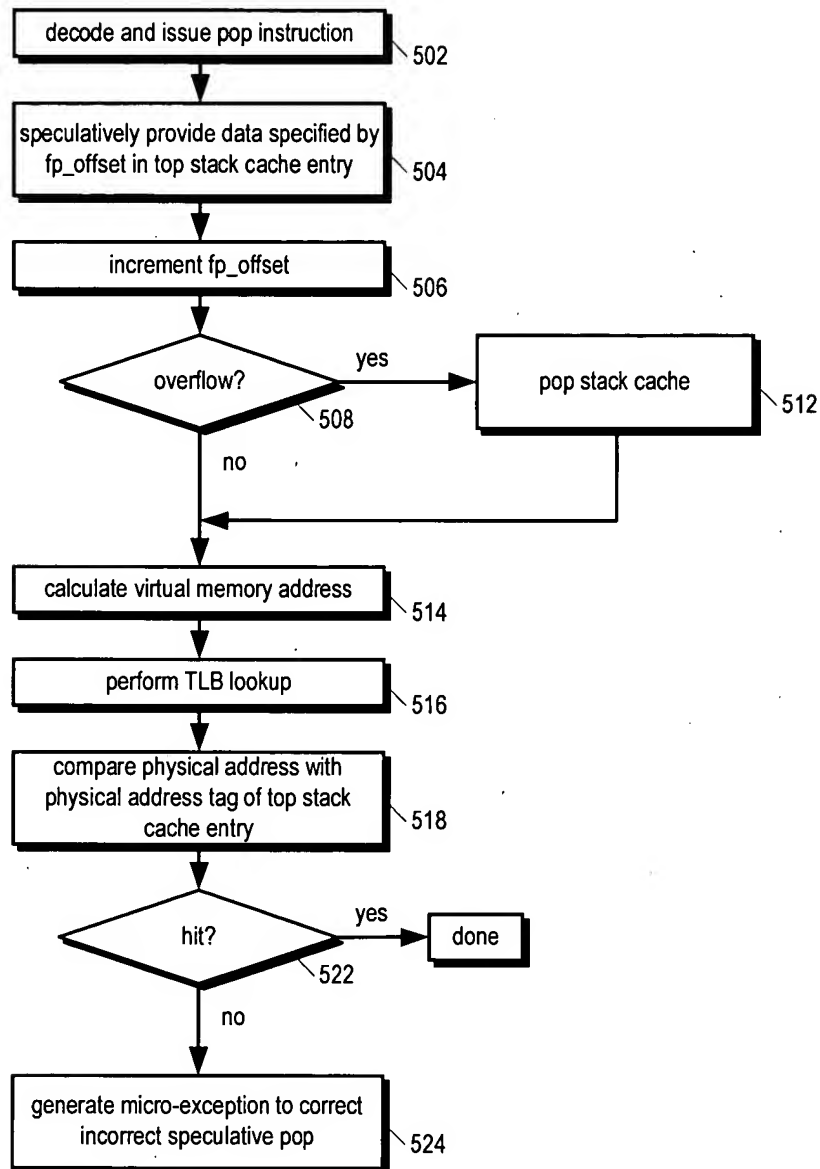 decode and issue pop instruction
502
speculatively provide data specified by
fp_offset in top stack cache entry
504
increment fp_offset
506
overflow?
508
yes
pop stack cache
512
no
calculate virtual memory address
514
perform TLB lookup
516
compare physical address with
physical address tag of top stack
cache entry
518
hit?
522
yes
done
no
generate micro-exception to correct
incorrect speculative pop
524